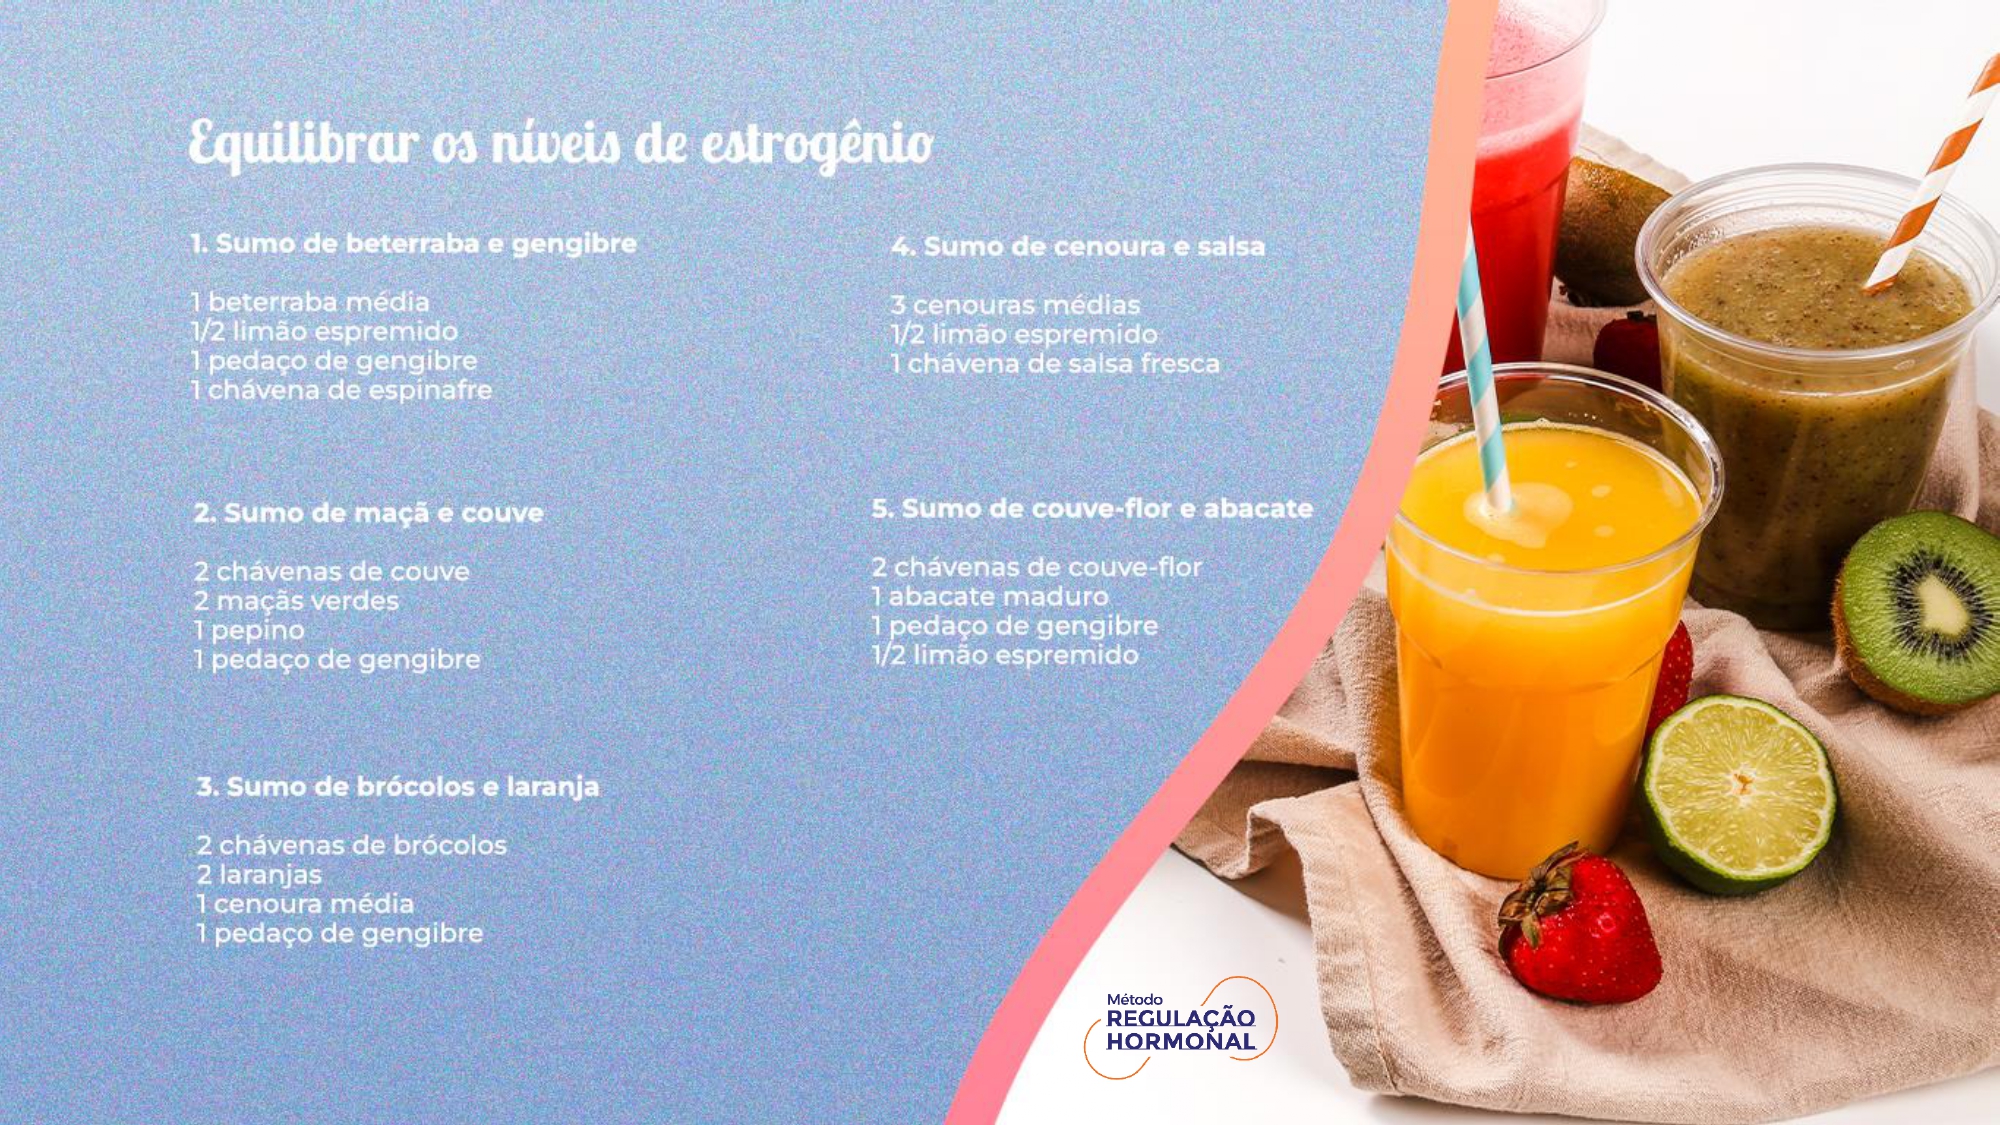 Equilibrar os níveis de estrogênio
1. Sumo de beterraba e gengibre
1 beterraba média
1/2 limão espremido
1 pedaço de gengibre
1 chávena de espinafre
2. Sumo de maçã e couve
2 chávenas de couve
2 maçãs verdes
1 pepino
1 pedaço de gengibre
3. Sumo de brócolos e laranja
2 chávenas de brócolos
2 laranjas
1 cenoura média
1 pedaço de gengibre
4. Sumo de cenoura e salsa
3 cenouras médias
1/2 limão espremido
1 chávena de salsa fresca
5. Sumo de couve-flor e abacate
2 chávenas de couve-flor
1 abacate maduro
1 pedaço de gengibre
1/2 limão espremido
Método
REGULAÇÃO
HORMONAL